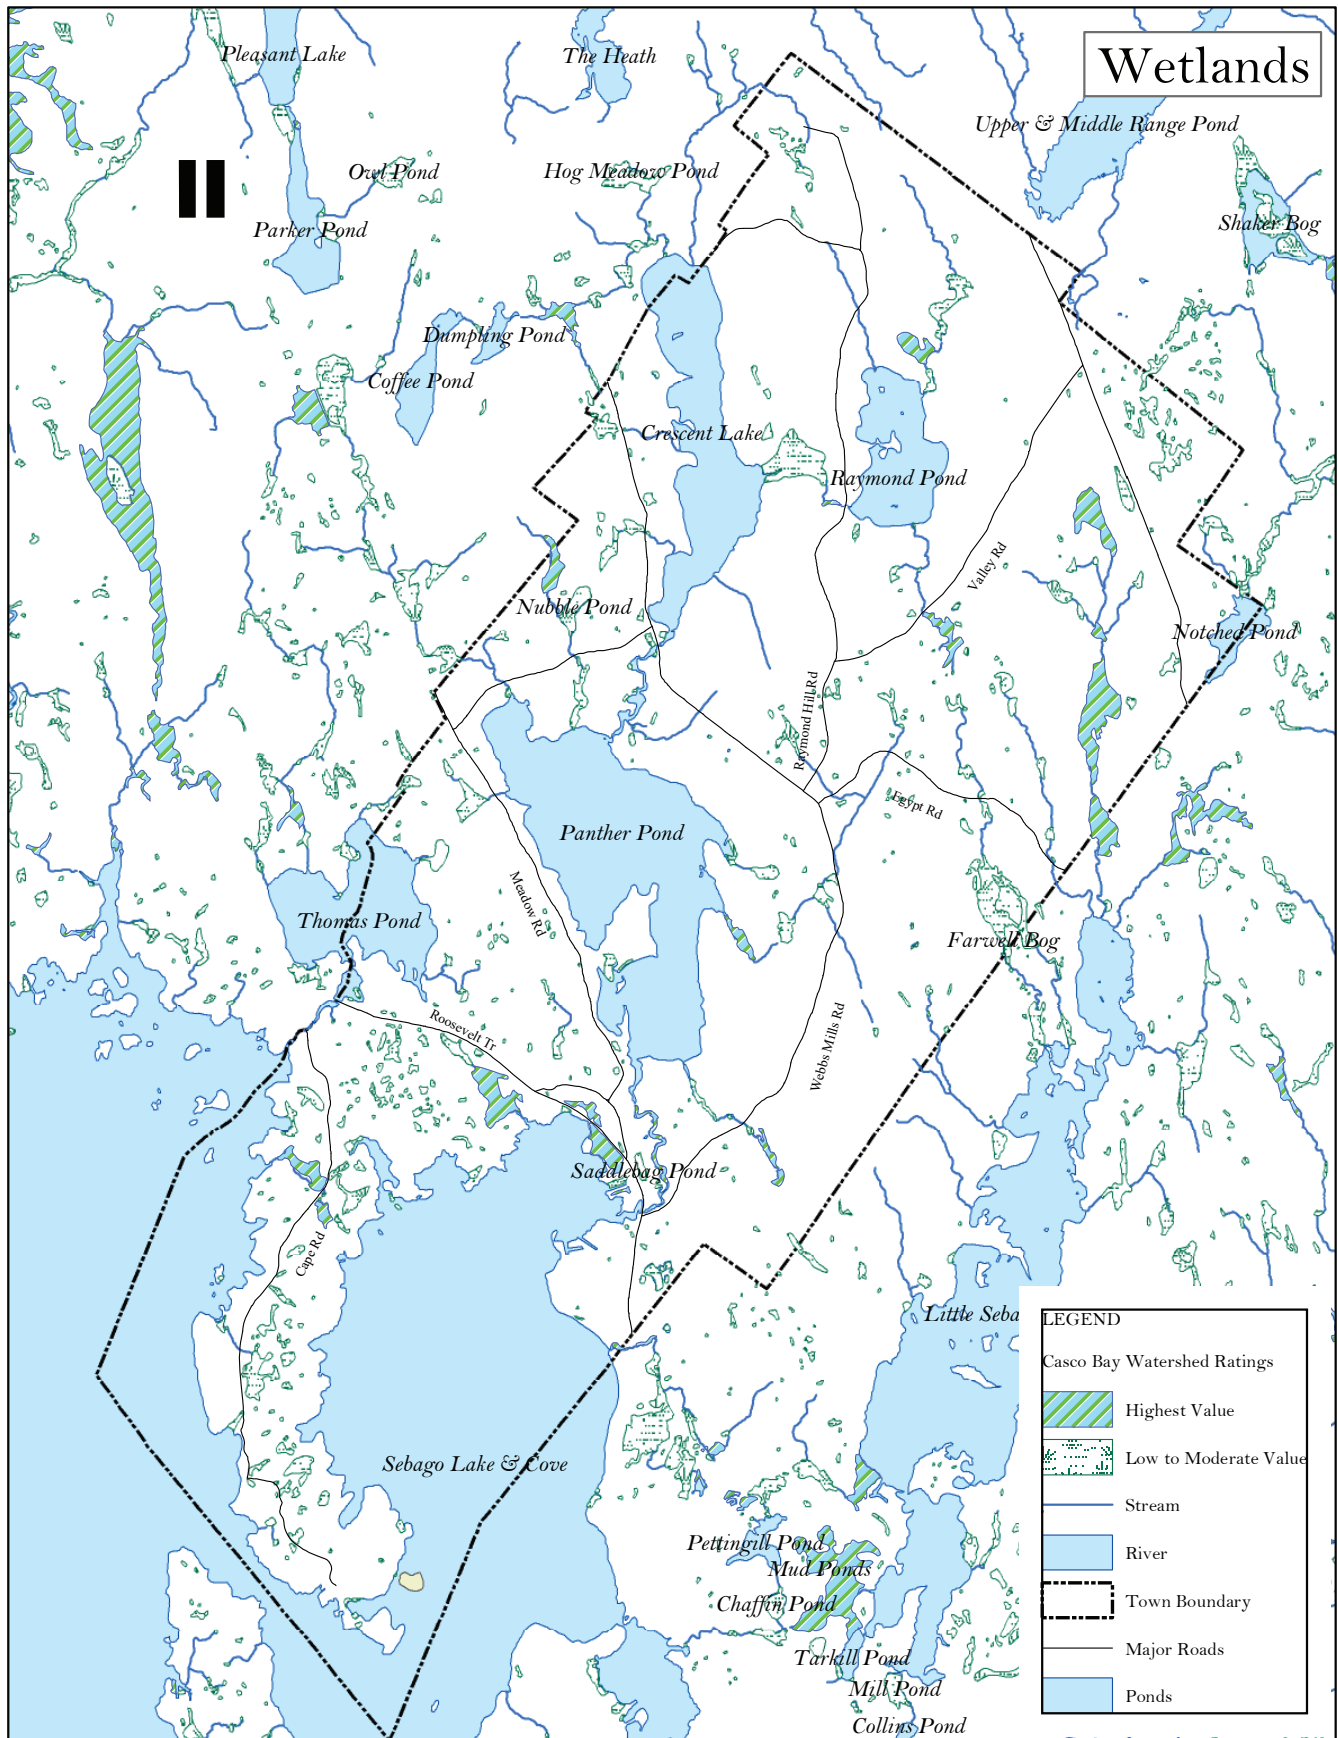 Wetlands
Pleasant Lake
The Heath
Upper & Middle Range Pond
II
Owl Pond
Hog Meadow Pond
Shaker Bog
Parker Pond
Dumpling Pond
Coffee Pond
Crescent Lake
Raymond Pond
Valley Rd
Nubble Pond
Notched Pond
Raymond Hill Rd
Egypt Rd
Panther Pond
Meadow Rd
Thomas Pond
Farwell Bog
Roosevelt Tr
Webbs Mills Rd
Saddlebag Pond
Cape Rd
Little Seba
Sebago Lake & Cove
Pettingill Pond
Mud Ponds
Chaffin Pond
Tarkill Pond
Mill Pond
Collins Pond
LEGEND
Casco Bay Watershed Ratings
Highest Value
Low to Moderate Value
Stream
River
Town Boundary
Major Roads
Ponds